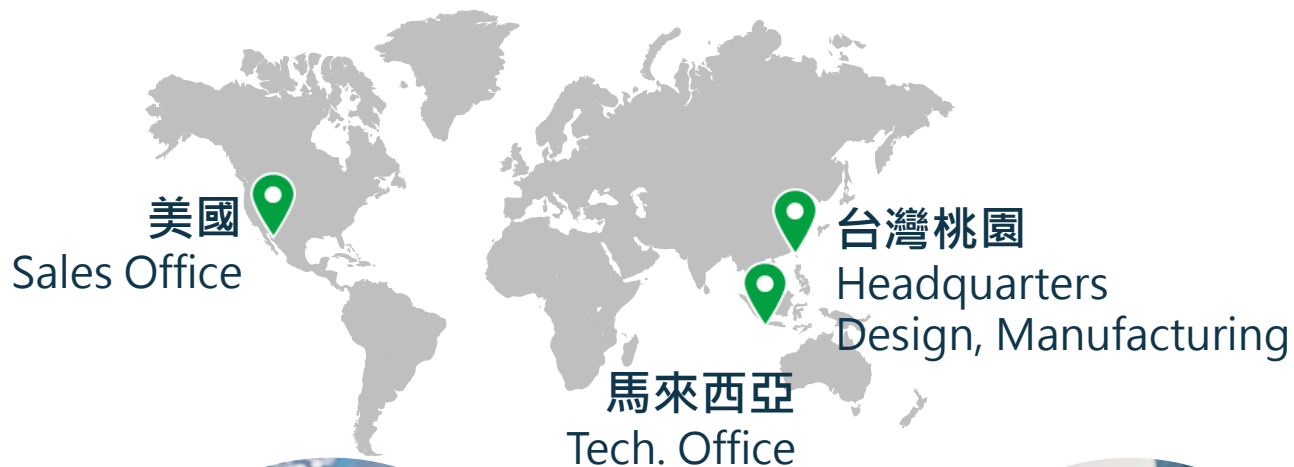 美國
Sales Office
台灣桃園
Headquarters
Design, Manufacturing
馬來西亞
Tech. Office